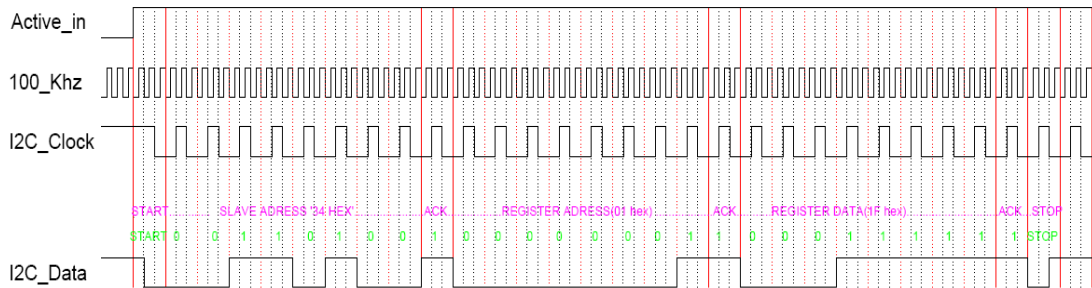 Active_in
100_Khz
I2C_Clock
START SLAVE ADRESS '34 HEX' ACK REGISTER ADRESS(01 hex) ACK REGISTER DATA(1F hex) ACK STOP
START 0 0 1 1 0 1 0 0 1 0 0 0 0 0 0 0 1 1 0 0 0 1 1 1 1 1 1 STOP
I2C_Data